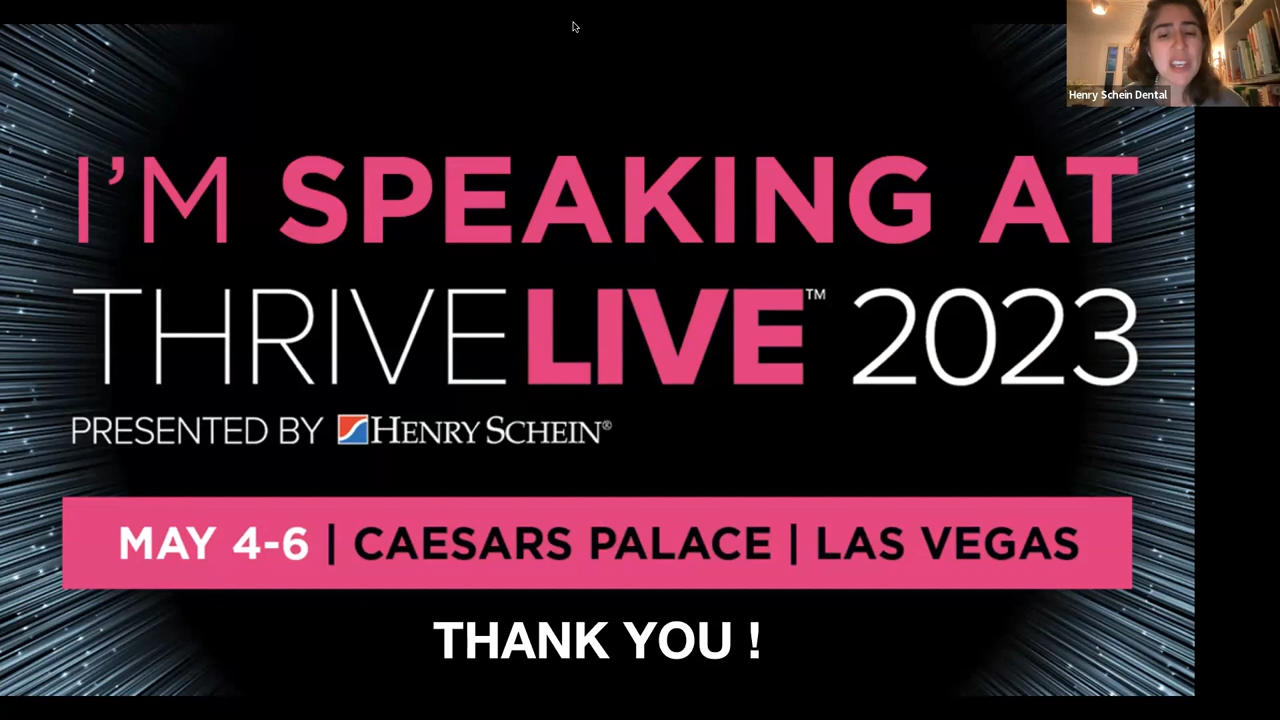 Henry Schein Dental
I’M SPEAKING AT
THRIVELIVE™ 2023
PRESENTED BY HENRY SCHEIN®
MAY 4-6 | CAESARS PALACE | LAS VEGAS
THANK YOU !